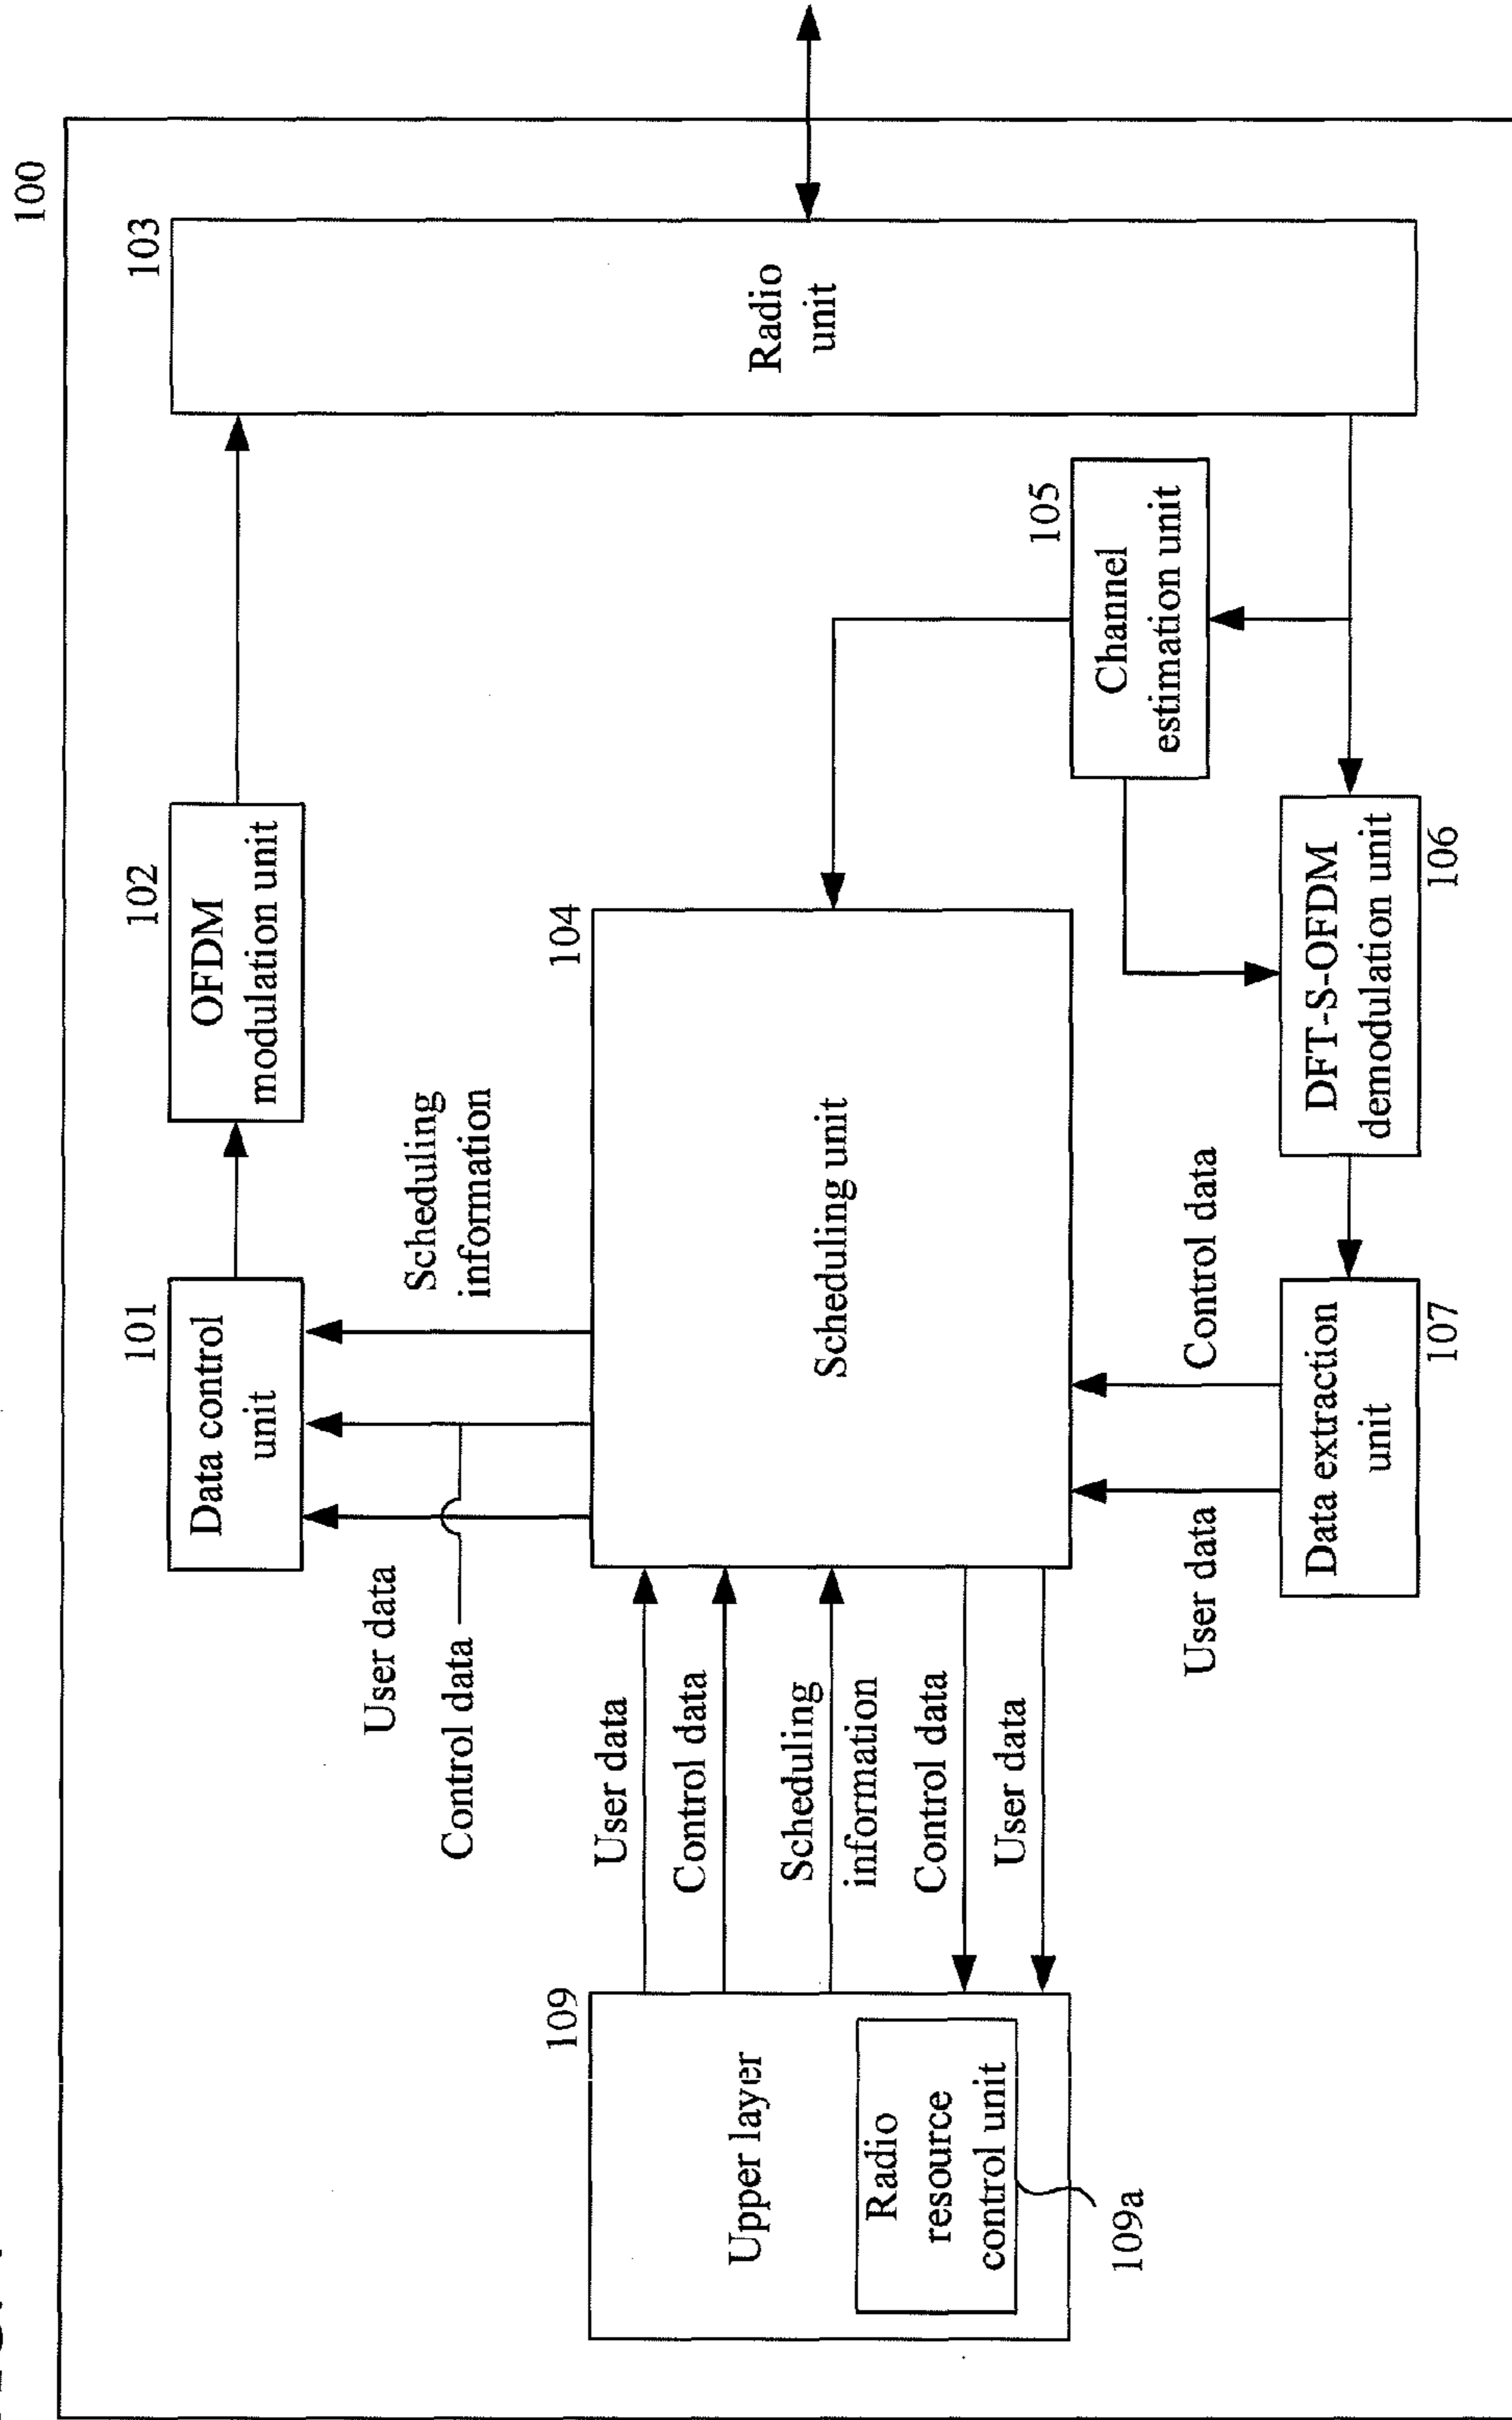 100
101
Data control
unit
102
OFDM
modulation unit
103
Radio
unit
User data
Control data
Scheduling
information
104
Scheduling unit
105
Channel
estimation unit
109
Upper layer
Radio
resource
control unit
109a
User data
Control data
Scheduling
information
Control data
User data
User data
Control data
Data extraction
unit
107
DFT-S-OFDM
demodulation unit
106